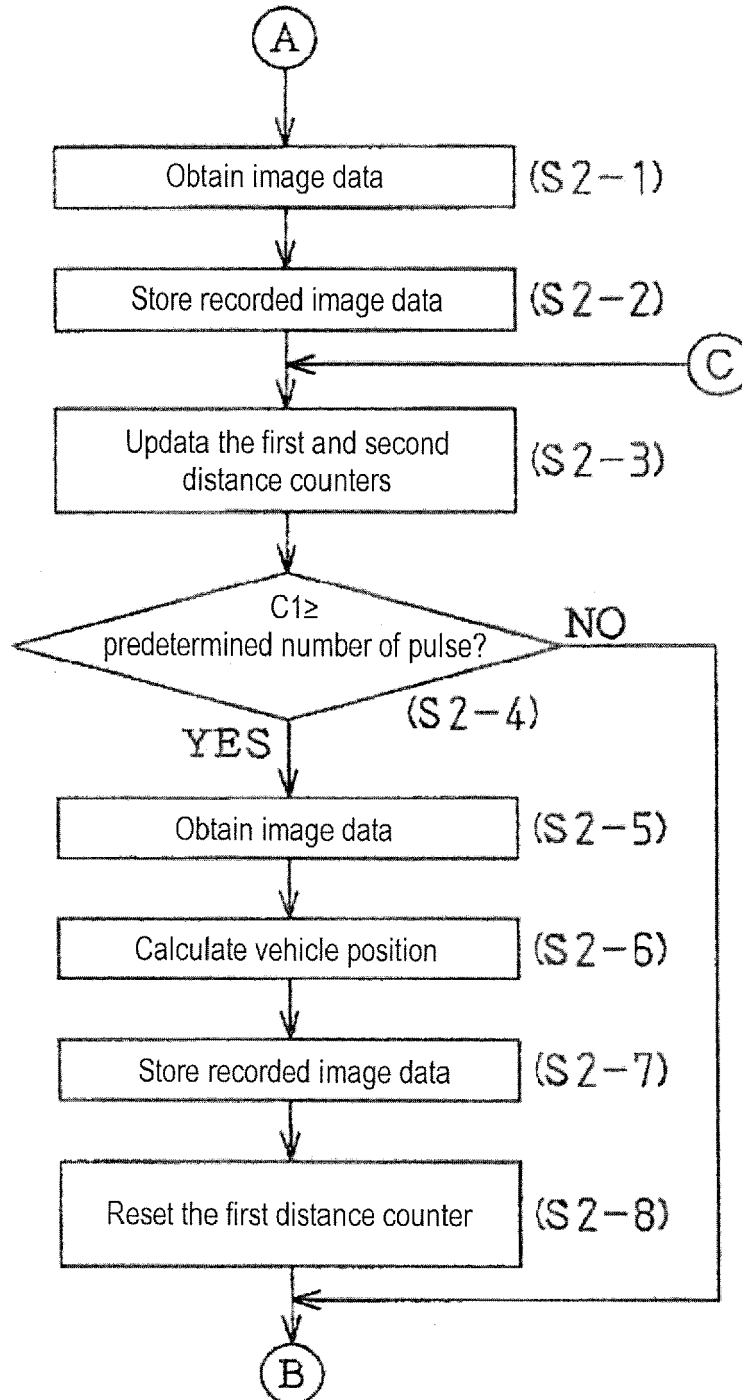 A
Obtain image data
(S2-1)
Store recorded image data
(S2-2)
C
Updata the first and second
distance counters
(S2-3)
C1≥
predetermined number of pulse?
NO
(S2-4)
YES
Obtain image data
(S2-5)
Calculate vehicle position
(S2-6)
Store recorded image data
(S2-7)
Reset the first distance counter
(S2-8)
B